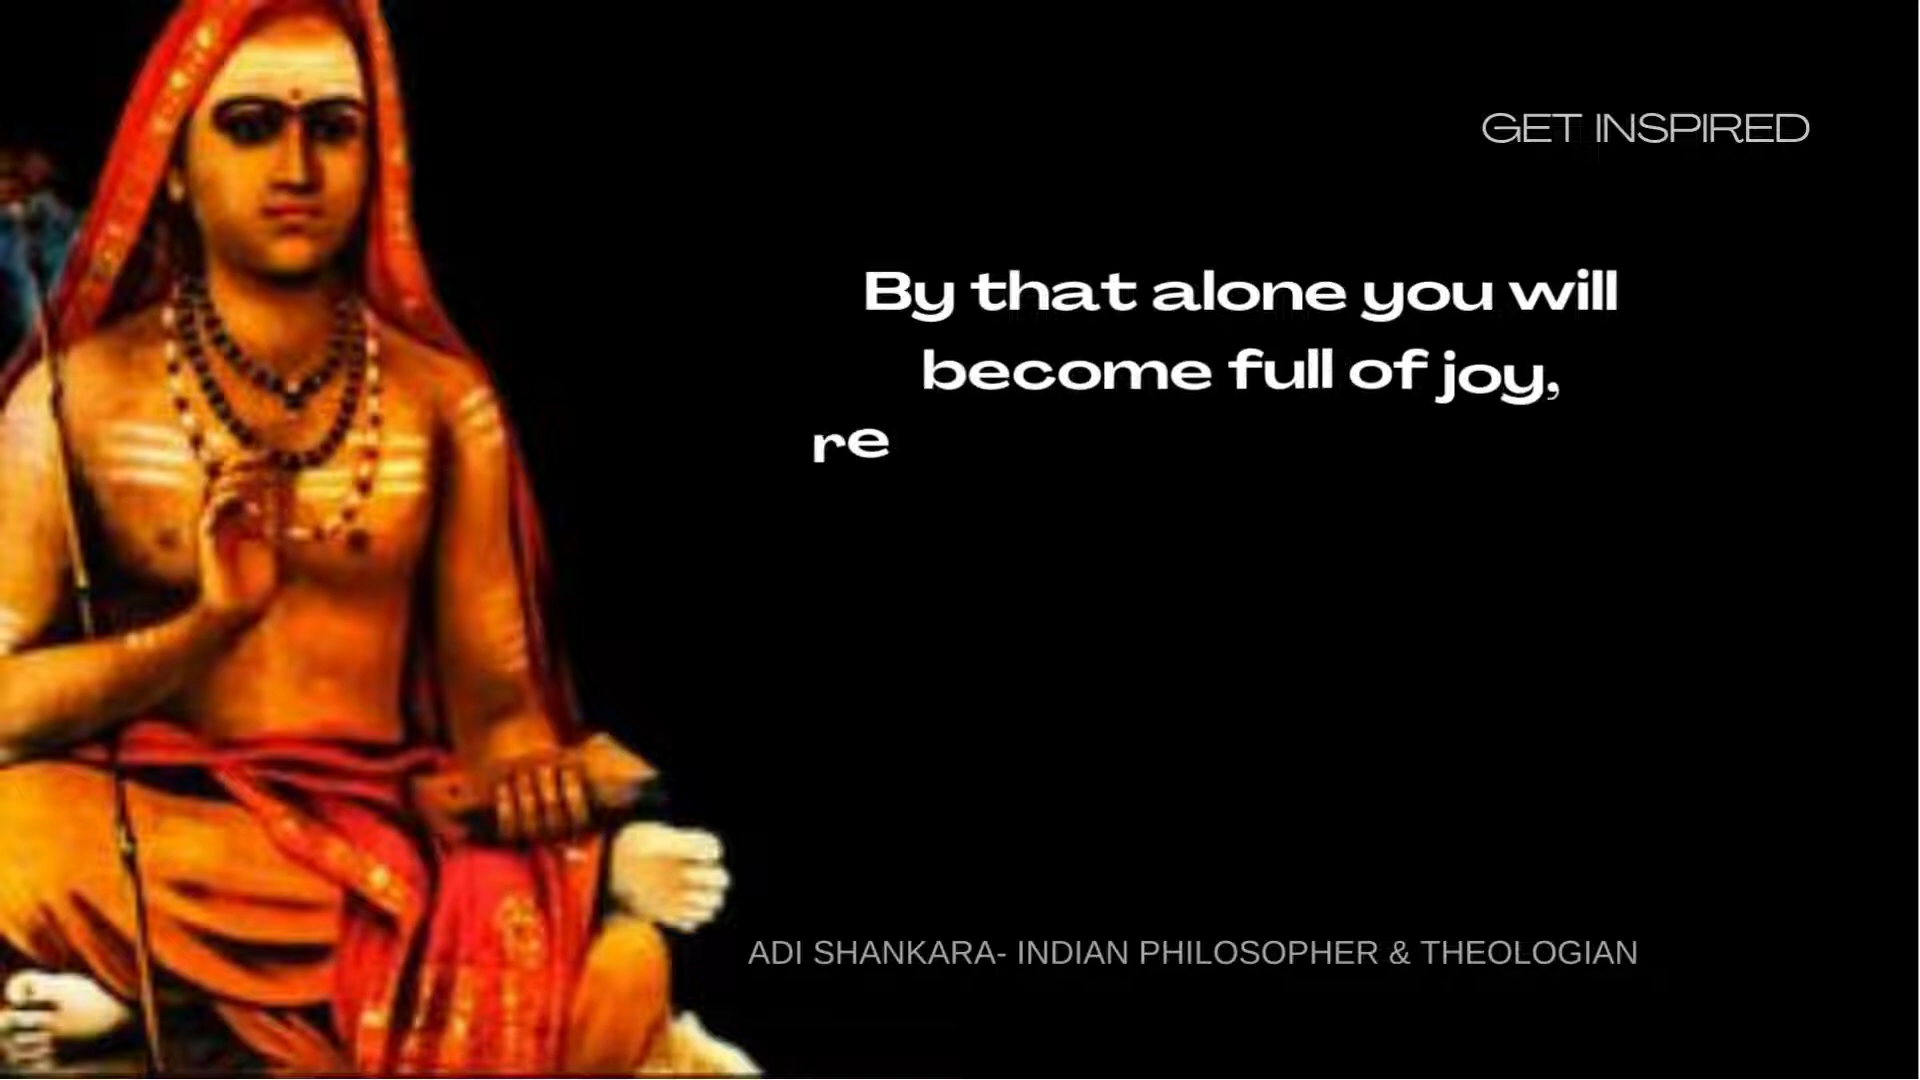 GET INSPIRED
By that alone you will
become full of joy,
re
ADI SHANKARA- INDIAN PHILOSOPHER & THEOLOGIAN